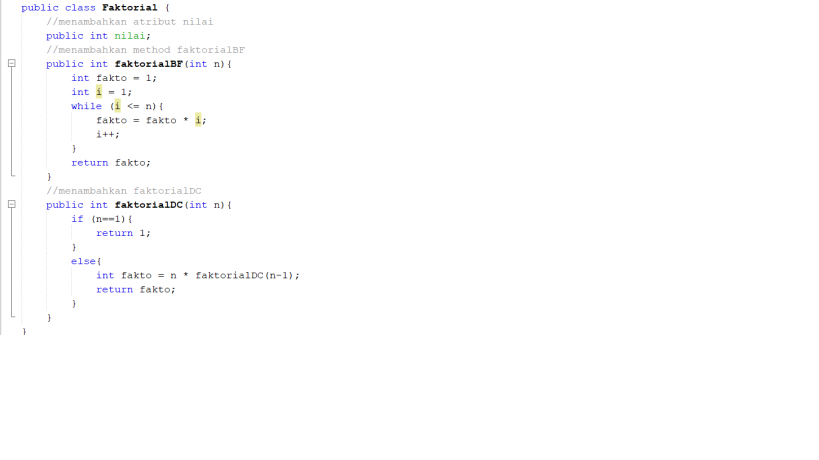 public class Faktorial {
//menambahkan atribut nilai
public int nilai;
//menambahkan method faktorialBF
public int faktorialBF(int n){
int fakto = 1;
int i = 1;
while (i <= n){
fakto = fakto * i;
i++;
}
return fakto;
}
//menambahkan faktorialDC
public int faktorialDC(int n){
if (n==1){
return 1;
}
else{
int fakto = n * faktorialDC(n-1);
return fakto;
}
}
}